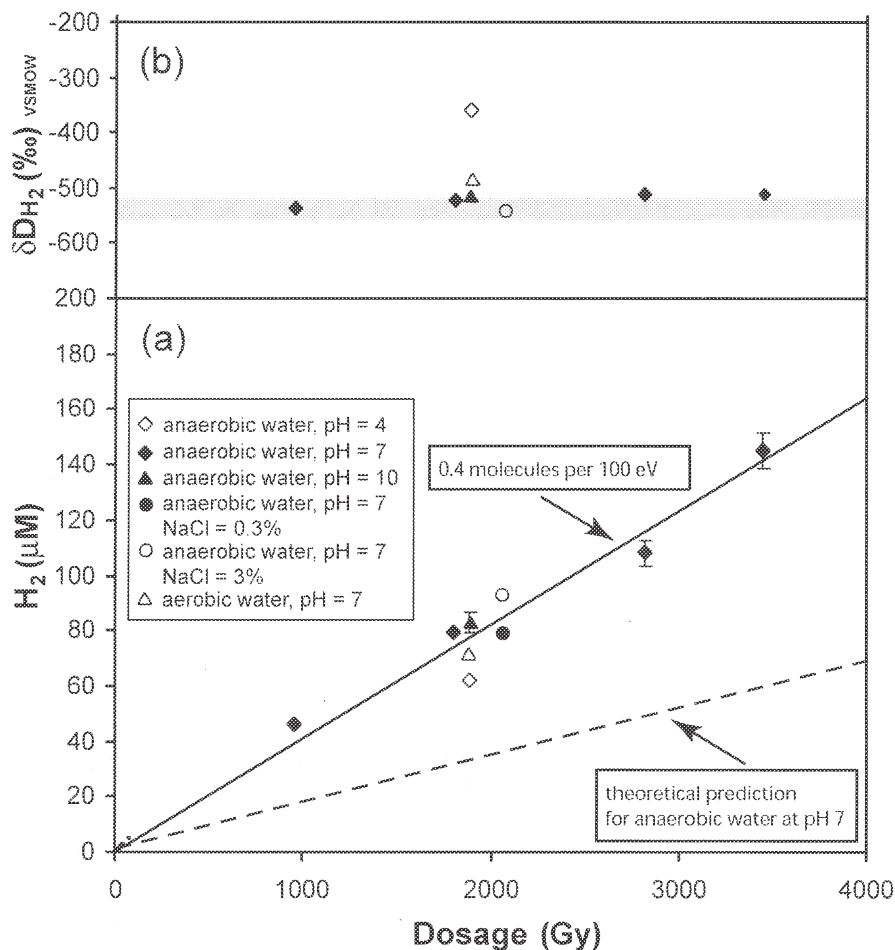 -200
(b)
-300
-400
-500
-600
δD_H2 (‰) VSMOW
200
(a)
180
160
140
120
100
80
60
40
20
0
H2 (μM)
anaerobic water, pH = 4
anaerobic water, pH = 7
anaerobic water, pH = 10
anaerobic water, pH = 7
NaCl = 0.3%
anaerobic water, pH = 7
NaCl = 3%
aerobic water, pH = 7
0.4 molecules per 100 eV
theoretical prediction
for anaerobic water at pH 7
0 1000 2000 3000 4000
Dosage (Gy)